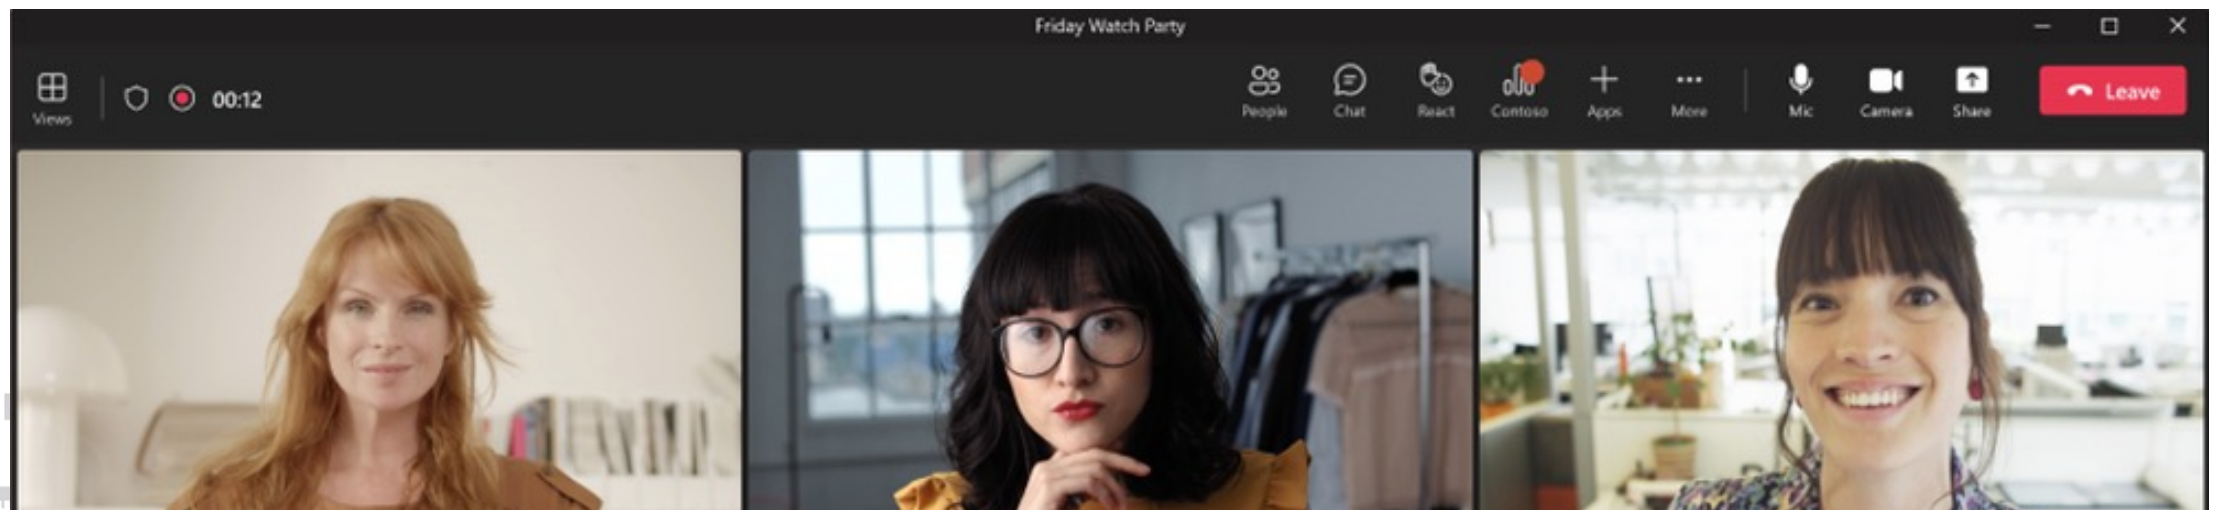 Friday Watch Party
Views
00:12
People
Chat
React
Contoso
Apps
More
Mic
Camera
Share
Leave